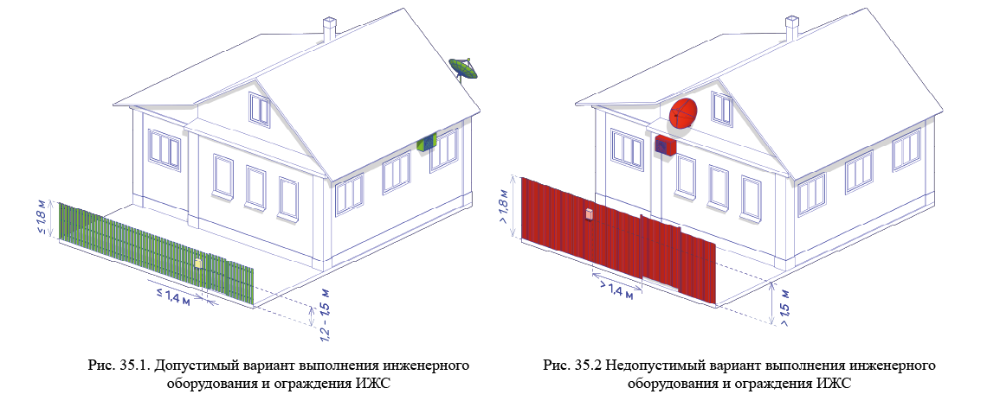 ≤ 1,8 м
≤ 1,4 м
1,2 - 1,5 м
> 1,8 м
> 1,4 м
> 1,5 м
Рис. 35.1. Допустимый вариант выполнения инженерного
оборудования и ограждения ИЖС
Рис. 35.2 Недопустимый вариант выполнения инженерного
оборудования и ограждения ИЖС